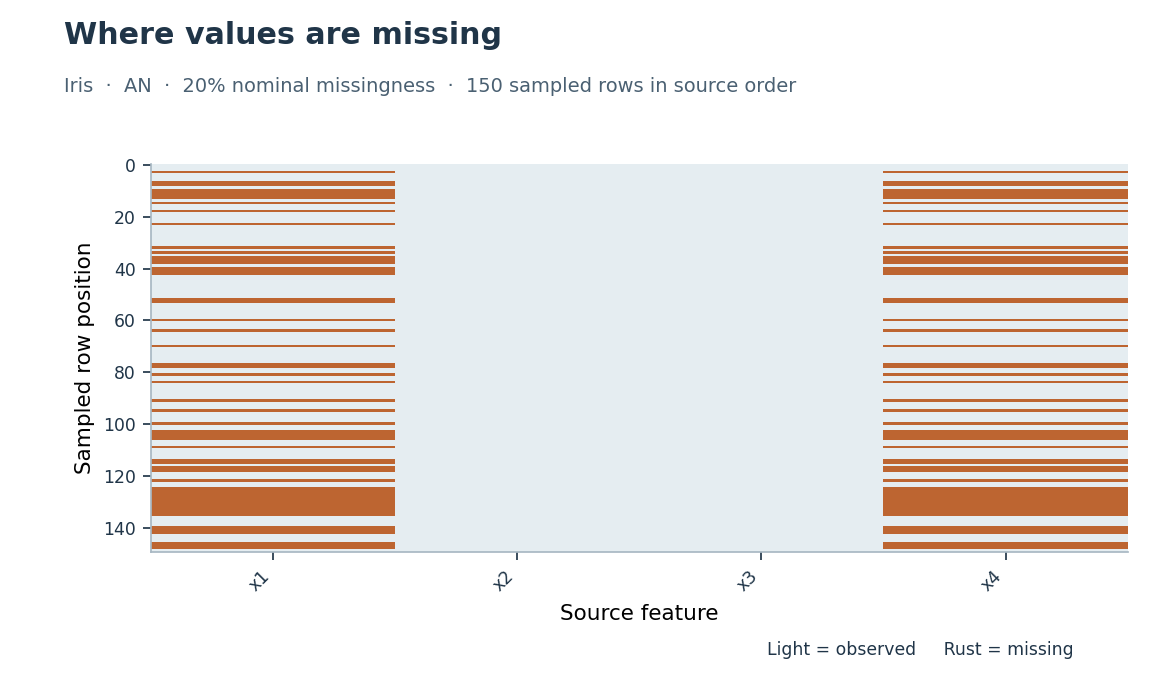 Where values are missing
Iris · AN · 20% nominal missingness · 150 sampled rows in source order
0
20
40
60
80
100
120
140
Sampled row position
x1
x2
x3
x4
Source feature
Light = observed Rust = missing